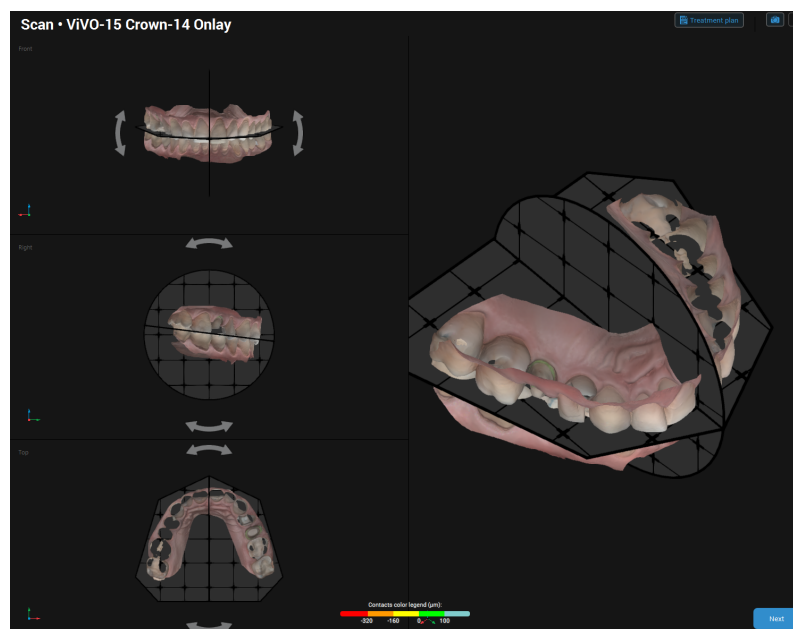 Scan • ViVO-15 Crown-14 Onlay
Treatment plan
Front
Right
Top
Contacts color legend (μm):
-320 -160 0 100
Next